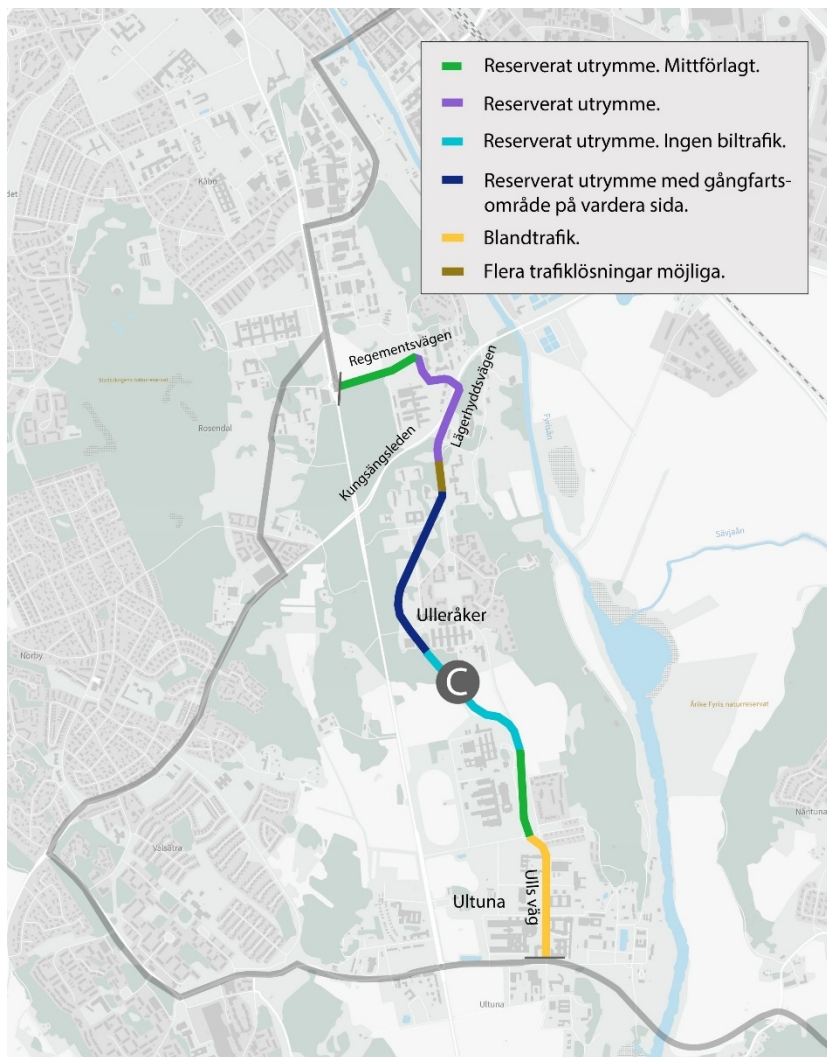 Reserverat utrymme. Mittförlagt.
Reserverat utrymme.
Reserverat utrymme. Ingen biltrafik.
Reserverat utrymme med gångfarts-
område på vardera sida.
Blandtrafik.
Flera trafiklösningar möjliga.
Kåbo
Regementsvägen
Lägerhyddsvägen
Kungsängsleden
Rosendal
Fyrisån
Sävjaån
Ulleråker
Norby
C
Årike Fyris naturreservat
Nåntuna
Valsätra
Ultuna
Ulls väg
Ultuna